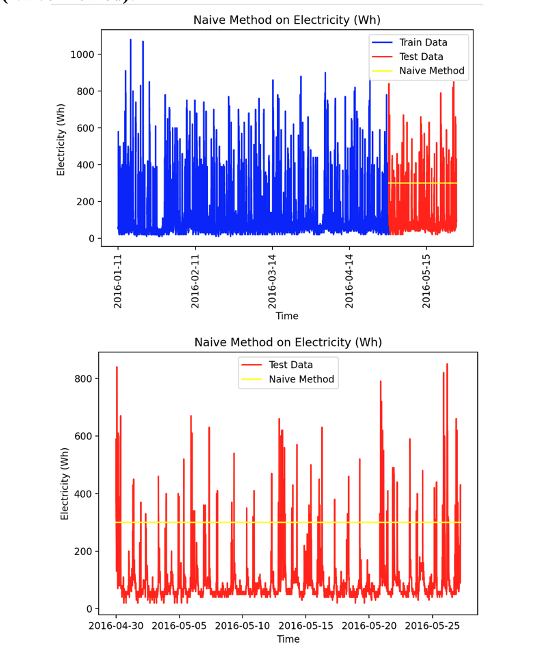 Naive Method on Electricity (Wh)
Train Data
Test Data
Naive Method
1000
800
600
400
200
0
Electricity (Wh)
2016-01-11
2016-02-11
2016-03-14
2016-04-14
2016-05-15
Time
Naive Method on Electricity (Wh)
Test Data
Naive Method
800
600
400
200
0
Electricity (Wh)
2016-04-30 2016-05-05 2016-05-10 2016-05-15 2016-05-20 2016-05-25
Time